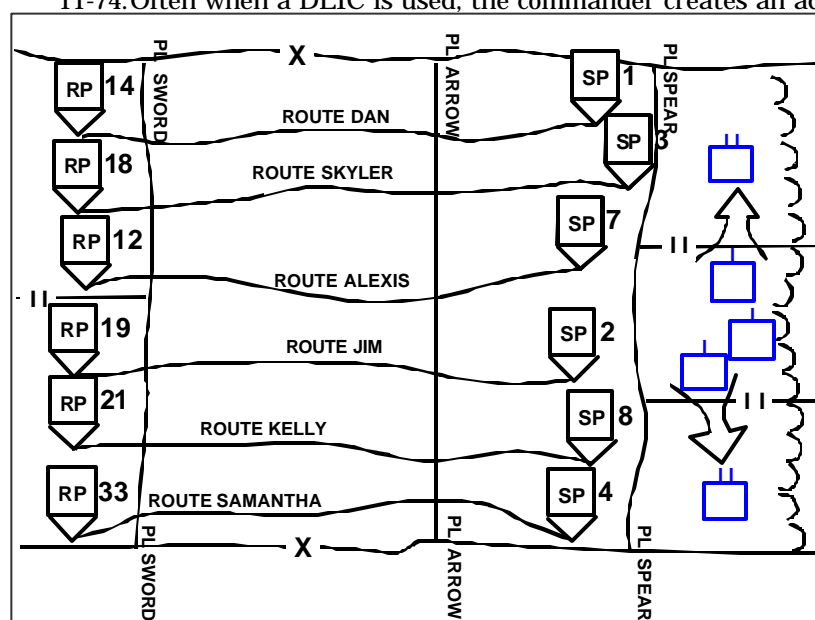 11-74. Often when a DLIC is used, the commander creates an
X
PL SWORD
PL ARROW
PL SPEAR
RP 14
SP 1
ROUTE DAN
SP 3
RP 18
ROUTE SKYLER
RP 12
SP 7
II
ROUTE ALEXIS
II
RP 19
SP 2
ROUTE JIM
RP 21
SP 8
II
ROUTE KELLY
RP 33
SP 4
ROUTE SAMANTHA
X
PL SWORD
PL ARROW
PL SPEAR